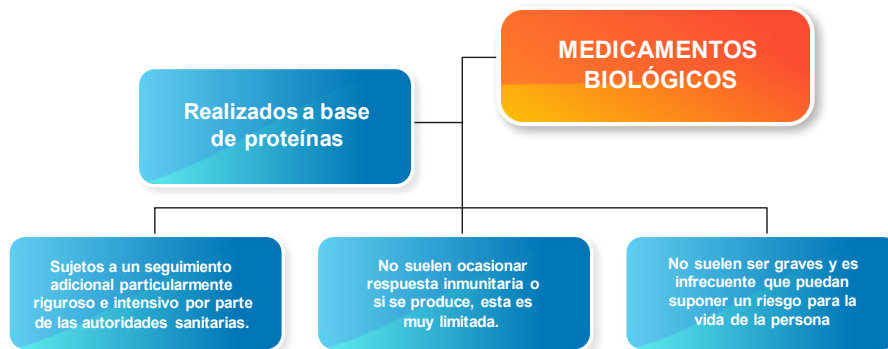 MEDICAMENTOS
BIOLÓGICOS
Realizados a base
de proteínas
Sujetos a un seguimiento
adicional particularmente
riguroso e intensivo por parte
de las autoridades sanitarias.
No suelen ocasionar
respuesta inmunitaria o
si se produce, esta es
muy limitada.
No suelen ser graves y es
infrecuente que puedan
suponer un riesgo para la
vida de la persona